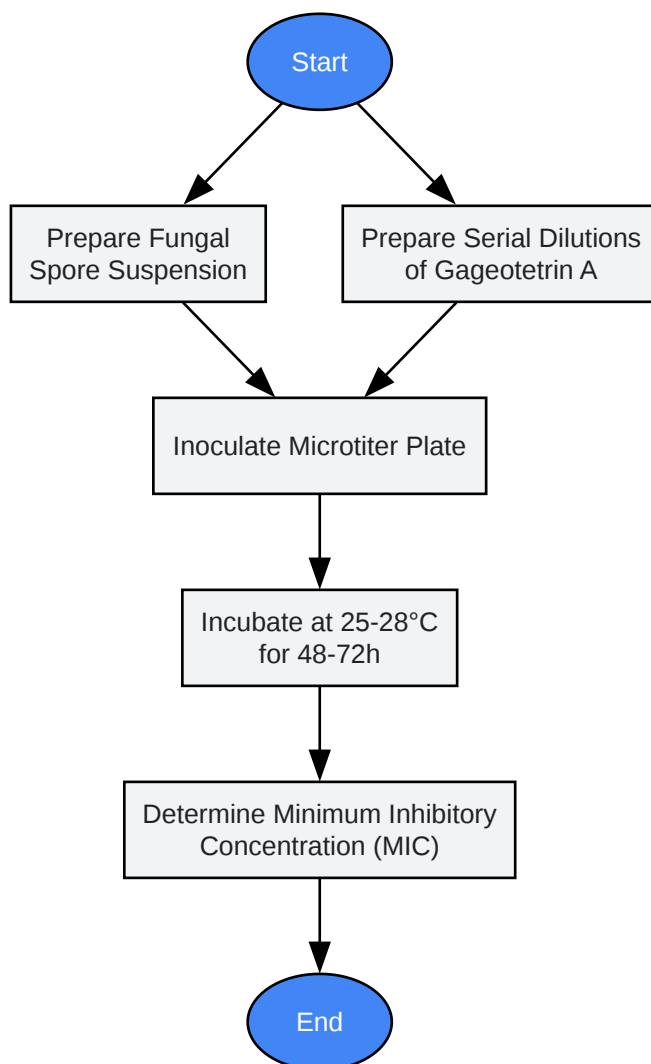 Start
Prepare Fungal
Spore Suspension
Prepare Serial Dilutions
of Gageotetrin A
Inoculate Microtiter Plate
Incubate at 25-28°C
for 48-72h
Determine Minimum Inhibitory
Concentration (MIC)
End